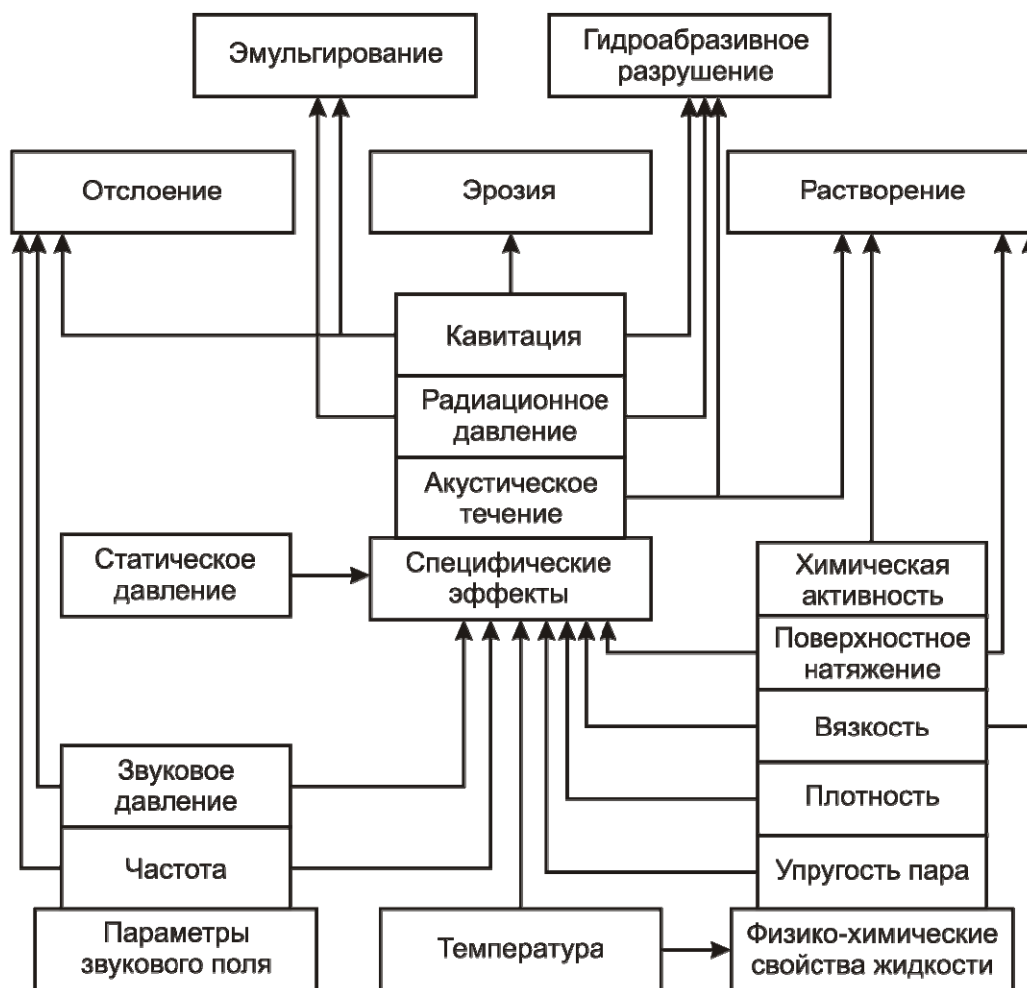 Эмульгирование
Гидроабразивное
разрушение
Отслоение
Эрозия
Растворение
Кавитация
Радиационное
давление
Акустическое
течение
Статическое
давление
Специфические
эффекты
Химическая
активность
Поверхностное
натяжение
Вязкость
Звуковое
давление
Плотность
Частота
Упругость пара
Параметры
звукового поля
Температура
Физико-химические
свойства жидкости